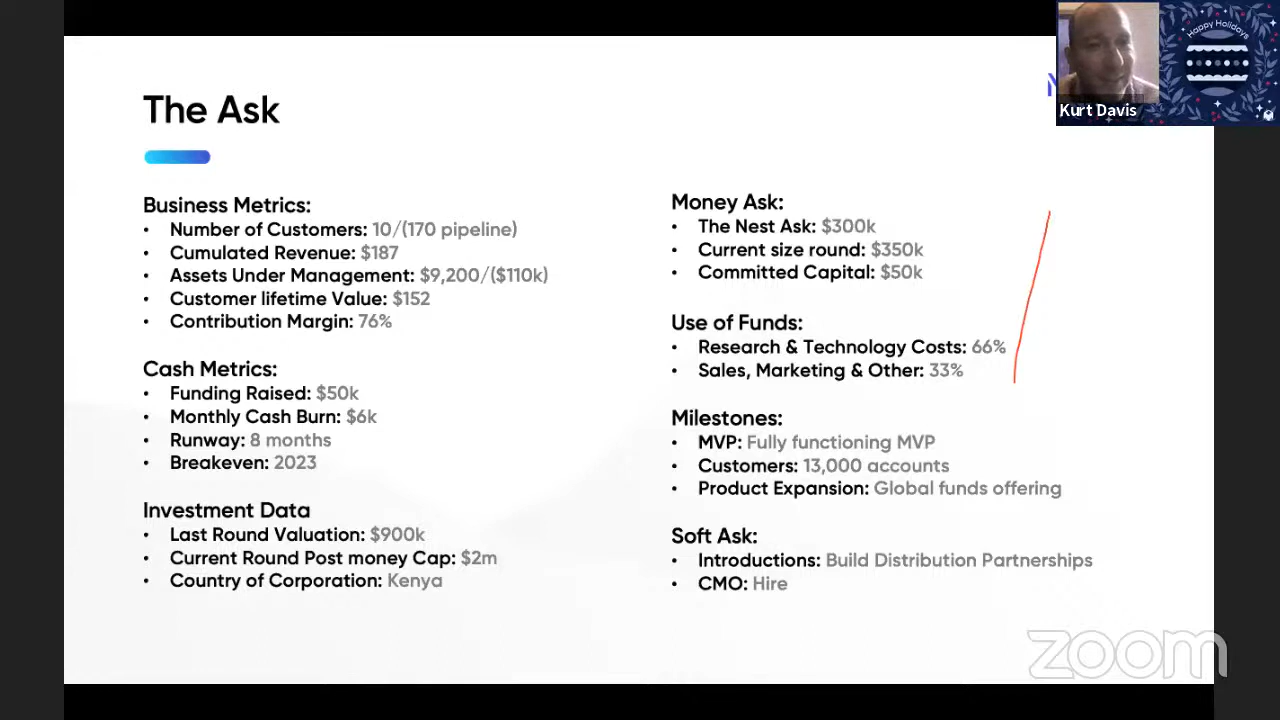 The Ask
Business Metrics:
• Number of Customers: 10/(170 pipeline)
• Cumulated Revenue: $187
• Assets Under Management: $9,200/($110k)
• Customer lifetime Value: $152
• Contribution Margin: 76%
Cash Metrics:
• Funding Raised: $50k
• Monthly Cash Burn: $6k
• Runway: 8 months
• Breakeven: 2023
Investment Data
• Last Round Valuation: $900k
• Current Round Post money Cap: $2m
• Country of Corporation: Kenya
Money Ask:
• The Nest Ask: $300k
• Current size round: $350k
• Committed Capital: $50k
Use of Funds:
• Research & Technology Costs: 66%
• Sales, Marketing & Other: 33%
Milestones:
• MVP: Fully functioning MVP
• Customers: 13,000 accounts
• Product Expansion: Global funds offering
Soft Ask:
• Introductions: Build Distribution Partnerships
• CMO: Hire
Happy Holidays
Kurt Davis
zoom